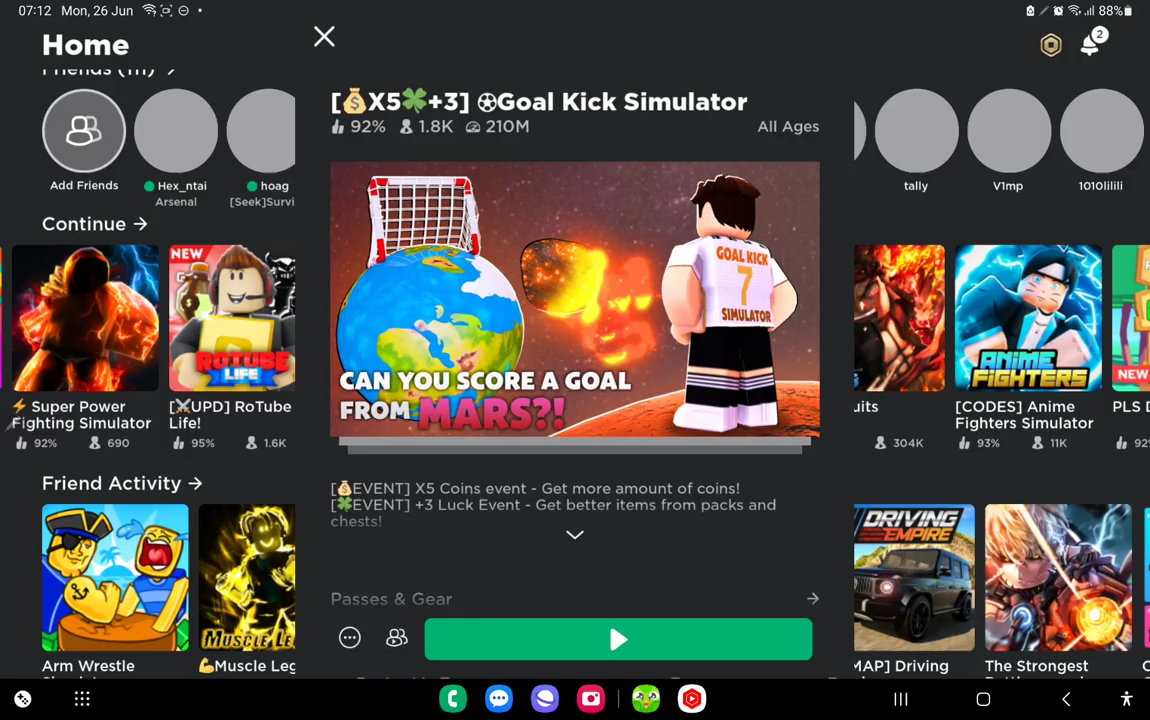 07:12 Mon, 26 Jun
88%
Home
2
[💰X5🍀+3] ⚽Goal Kick Simulator
92% 1.8K 210M
All Ages
Add Friends
Hex_ntai
Arsenal
hoag
[Seek]Survi
tally
V1mp
1010lilili
Continue →
GOAL KICK
7
SIMULATOR
CAN YOU SCORE A GOAL
FROM MARS?!
NEW
ROTUBE
LIFE
ANIME
FIGHTERS
NEW
⚡ Super Power
Fighting Simulator
92% 690
[⚔UPD] RoTube
Life!
95% 1.6K
uits
304K
[CODES] Anime
Fighters Simulator
93% 11K
PLS D
92%
Friend Activity →
[💰EVENT] X5 Coins event - Get more amount of coins!
[🍀EVENT] +3 Luck Event - Get better items from packs and
chests!
Passes & Gear →
MUSCLE LE
DRIVING
EMPIRE
Arm Wrestle
💪Muscle Leg
MAP] Driving
The Strongest